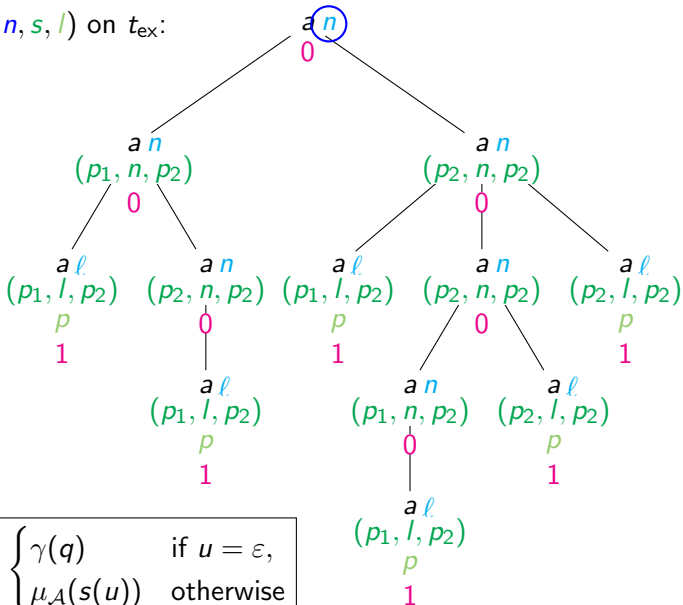 n, s, l) on t_ex:
a n
0
a n
(p₁, n, p₂)
0
a n
(p₂, n, p₂)
0
a ℓ
(p₁, l, p₂)
p
1
a n
(p₂, n, p₂)
0
a ℓ
(p₁, l, p₂)
p
1
a n
(p₂, n, p₂)
0
a ℓ
(p₂, l, p₂)
p
1
a ℓ
(p₁, l, p₂)
p
1
a n
(p₁, n, p₂)
0
a ℓ
(p₂, l, p₂)
p
1
a ℓ
(p₁, l, p₂)
p
1
γ(q) if u = ε,
μ_𝒜(s(u)) otherwise